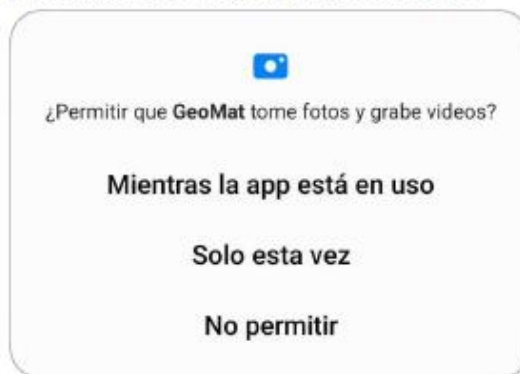 ¿Permitir que GeoMat tome fotos y grabe videos?
Mientras la app está en uso
Solo esta vez
No permitir